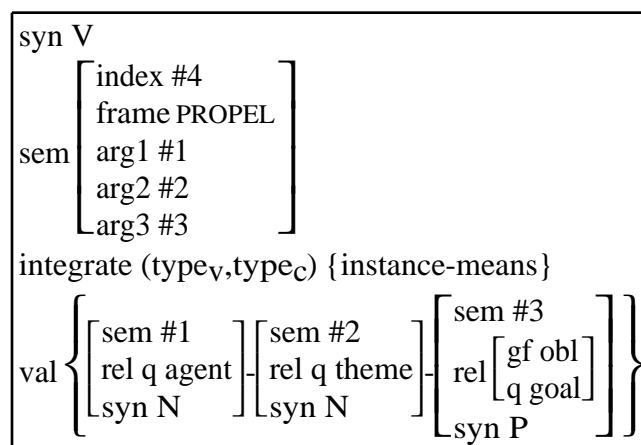 syn V
index #4
frame PROPEL
sem arg1 #1
arg2 #2
arg3 #3
integrate (typeV,typeC) {instance-means}
sem #3
sem #1 - sem #2 - gf obl
val { rel q agent rel q theme rel q goal }
syn N syn N syn P